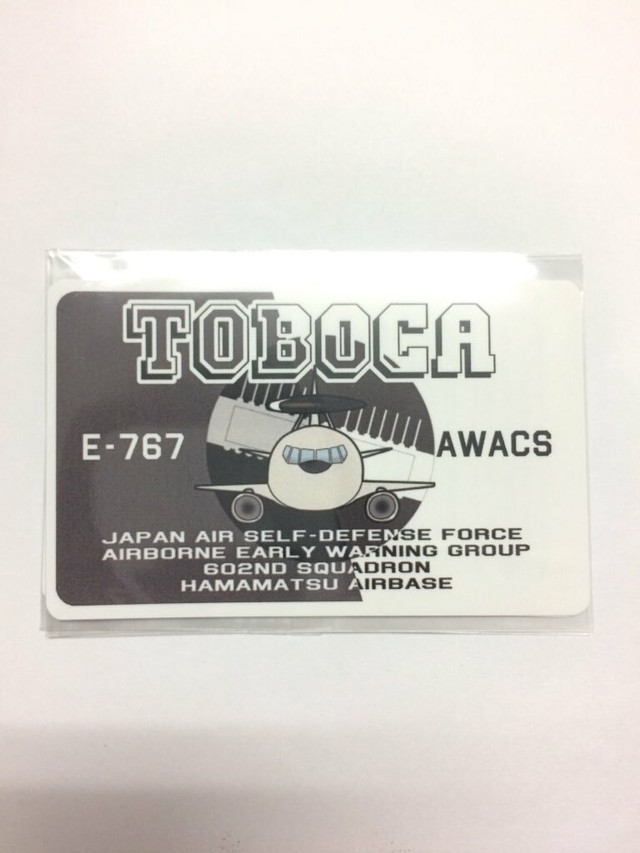 TOBOCA
E-767 AWACS
JAPAN AIR SELF-DEFENSE FORCE
AIRBORNE EARLY WARNING GROUP
602ND SQUADRON
HAMAMATSU AIRBASE